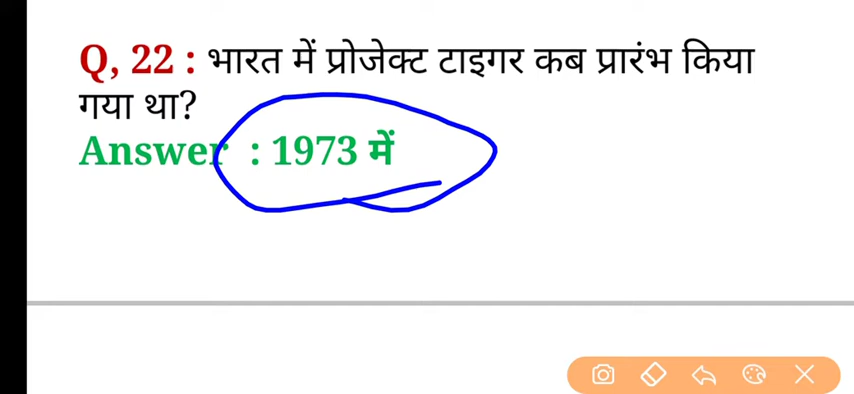 Q, 22 : भारत में प्रोजेक्ट टाइगर कब प्रारंभ किया
गया था?
Answer : 1973 में